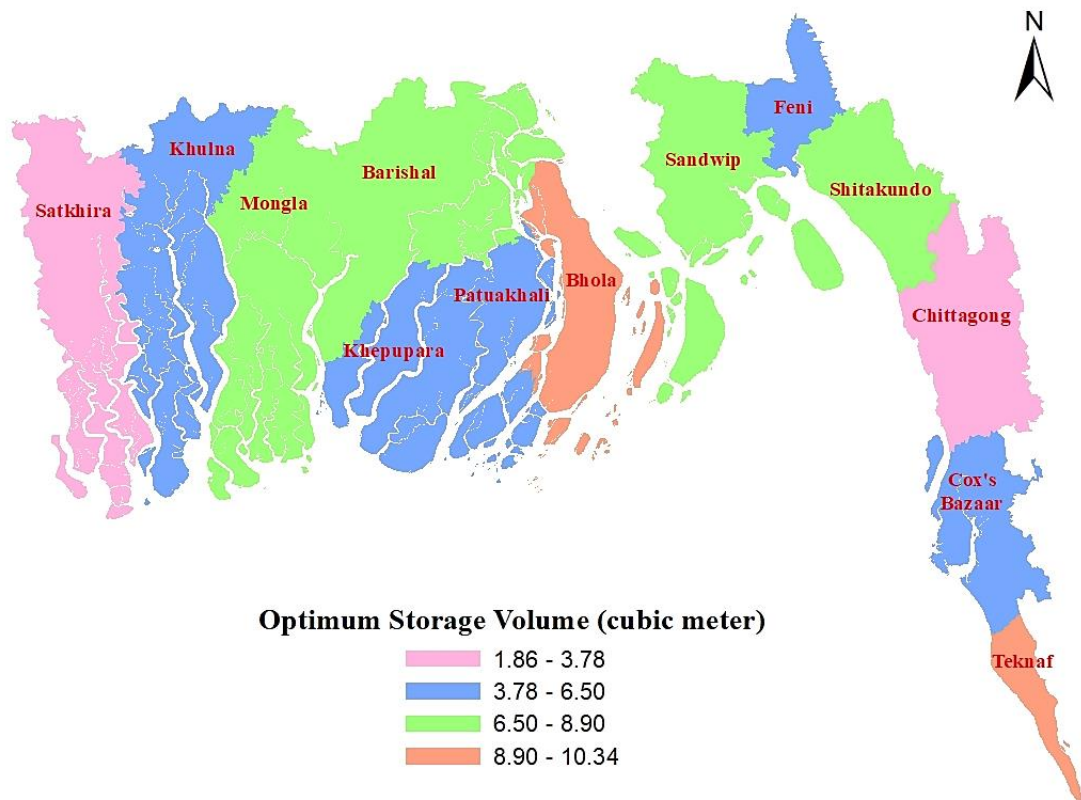 N
Feni
Khulna
Sandwip
Barishal
Shitakundo
Mongla
Satkhira
Bhola
Patuakhali
Chittagong
Khepupara
Cox's
Bazaar
Optimum Storage Volume (cubic meter)
1.86 - 3.78
3.78 - 6.50
6.50 - 8.90
8.90 - 10.34
Teknaf